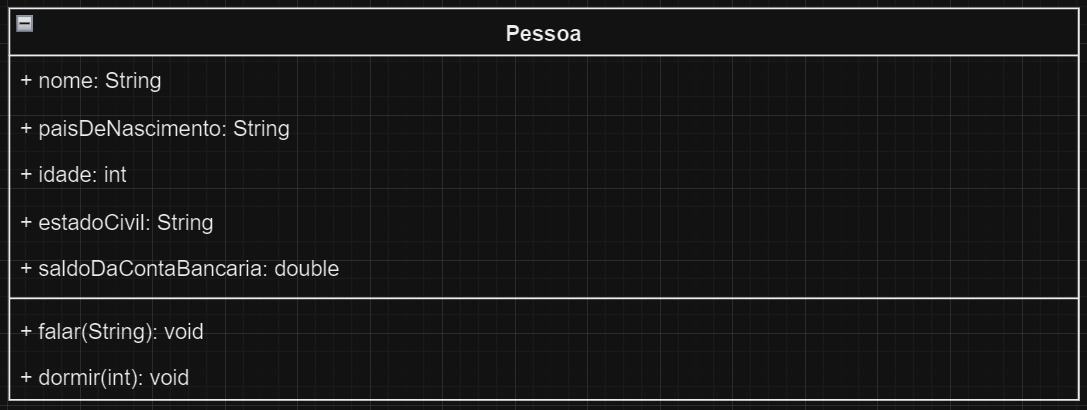 Pessoa
+ nome: String
+ paisDeNascimento: String
+ idade: int
+ estadoCivil: String
+ saldoDaContaBancaria: double
+ falar(String): void
+ dormir(int): void